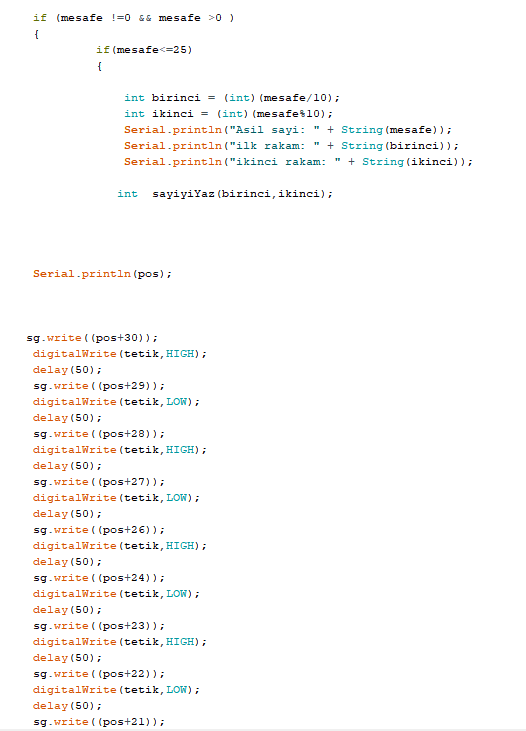 if (mesafe !=0 && mesafe >0 )
{
if(mesafe<=25)
{
int birinci = (int)(mesafe/10);
int ikinci = (int)(mesafe%10);
Serial.println("Asil sayi: " + String(mesafe));
Serial.println("ilk rakam: " + String(birinci));
Serial.println("ikinci rakam: " + String(ikinci));
int sayiyiYaz(birinci,ikinci);
Serial.println(pos);
sg.write((pos+30));
digitalWrite(tetik,HIGH);
delay(50);
sg.write((pos+29));
digitalWrite(tetik,LOW);
delay(50);
sg.write((pos+28));
digitalWrite(tetik,HIGH);
delay(50);
sg.write((pos+27));
digitalWrite(tetik,LOW);
delay(50);
sg.write((pos+26));
digitalWrite(tetik,HIGH);
delay(50);
sg.write((pos+24));
digitalWrite(tetik,LOW);
delay(50);
sg.write((pos+23));
digitalWrite(tetik,HIGH);
delay(50);
sg.write((pos+22));
digitalWrite(tetik,LOW);
delay(50);
sg.write((pos+21));